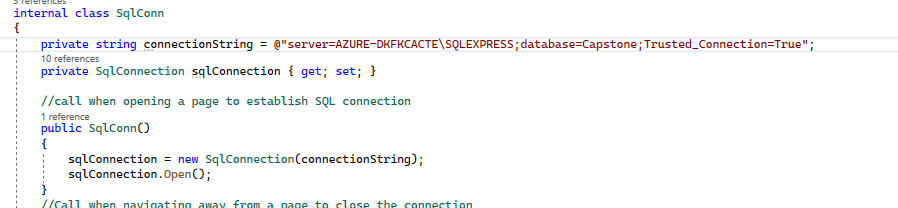 5 references
internal class SqlConn
{
private string connectionString = @"server=AZURE-DKFKCACTE\SQLEXPRESS;database=Capstone;Trusted_Connection=True";
10 references
private SqlConnection sqlConnection { get; set; }
//call when opening a page to establish SQL connection
1 reference
public SqlConn()
{
sqlConnection = new SqlConnection(connectionString);
sqlConnection.Open();
}
//Call when navigating away from a page to close the connection